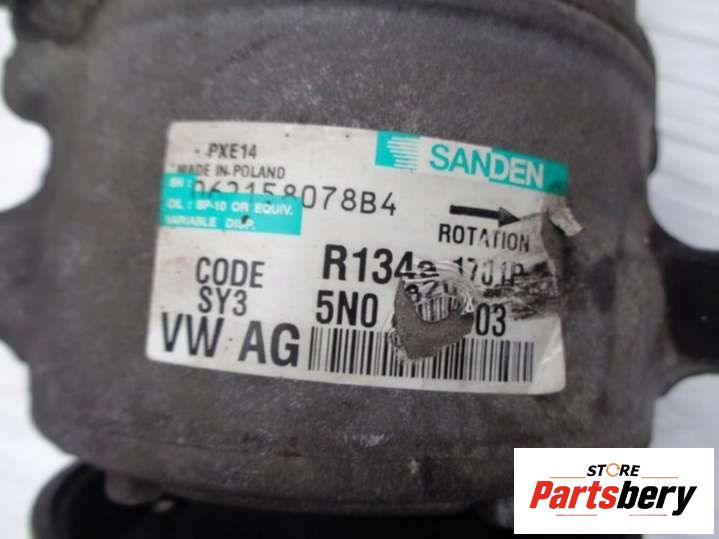 PXE14
SANDEN
MADE IN POLAND
SN :
062158078B4
OIL : SP-10 OR EQUIV.
VARIABLE DISP.
ROTATION
CODE R134a
SY3 5N0 03
VW AG
STORE
Partsbery